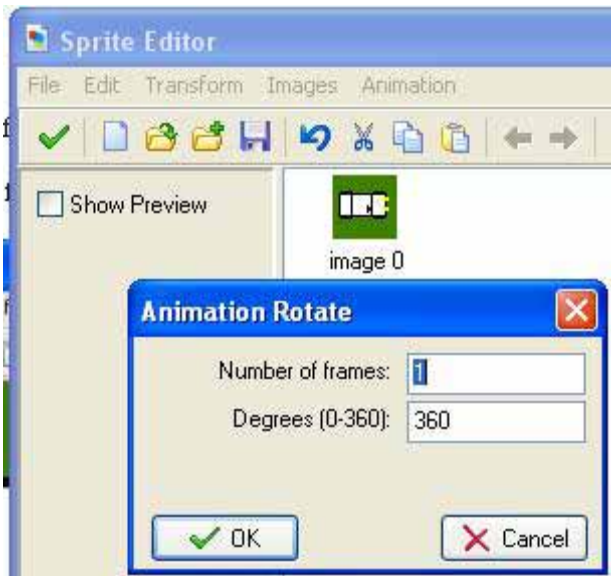 Sprite Editor
File Edit Transform Images Animation
Show Preview
image 0
Animation Rotate
Number of frames: 1
Degrees (0-360): 360
OK Cancel